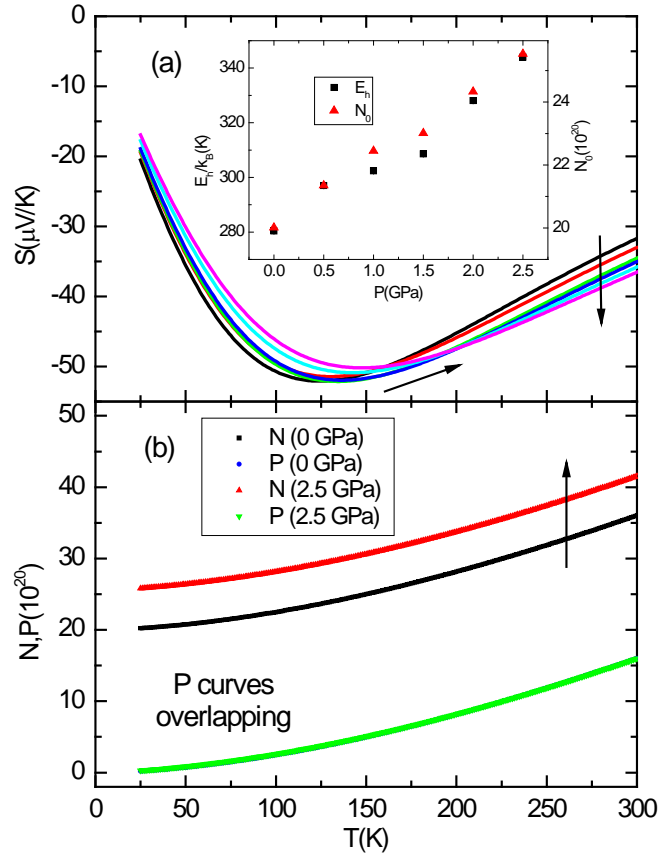 0
-10
-20
-30
-40
-50
S(μV/K)
(a)
340
320
300
280
E_h/k_B(K)
E_h
N_0
24
22
20
N_0(10^20)
0.0 0.5 1.0 1.5 2.0 2.5
P(GPa)
50
40
30
20
10
0
N,P(10^20)
(b)
N (0 GPa)
P (0 GPa)
N (2.5 GPa)
P (2.5 GPa)
P curves
overlapping
0 50 100 150 200 250 300
T(K)